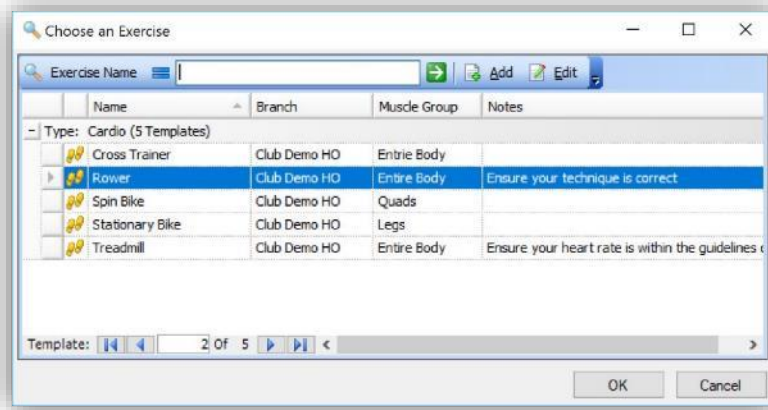 Choose an Exercise
Exercise Name Add Edit
Name Branch Muscle Group Notes
Type: Cardio (5 Templates)
Cross Trainer Club Demo HO Entrie Body
Rower Club Demo HO Entire Body Ensure your technique is correct
Spin Bike Club Demo HO Quads
Stationary Bike Club Demo HO Legs
Treadmill Club Demo HO Entire Body Ensure your heart rate is within the guidelines
Template: 2 Of 5
OK Cancel